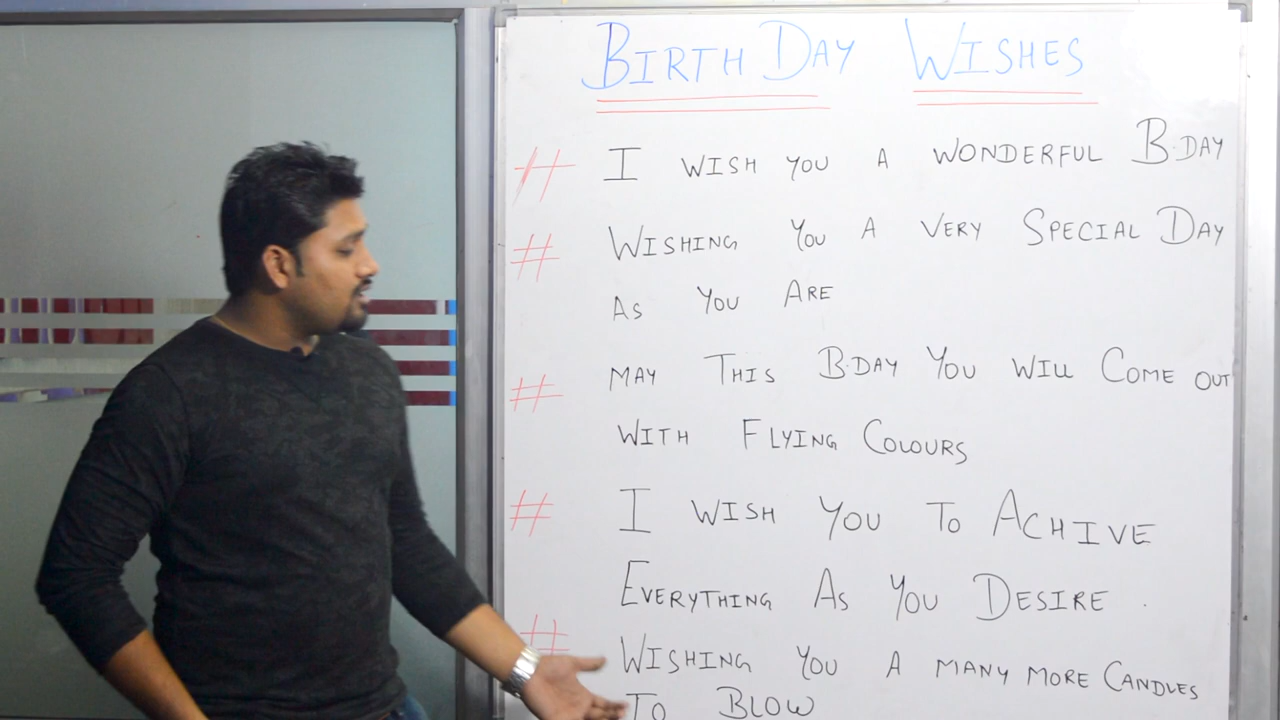 BIRTH DAY WISHES
# I WISH YOU A WONDERFUL B.DAY
# WISHING YOU A VERY SPECIAL DAY
AS YOU ARE
# MAY THIS B.DAY YOU WILL COME OUT
WITH FLYING COLOURS
# I WISH YOU TO ACHIVE
EVERYTHING AS YOU DESIRE .
# WISHING YOU A MANY MORE CANDLES
TO BLOW